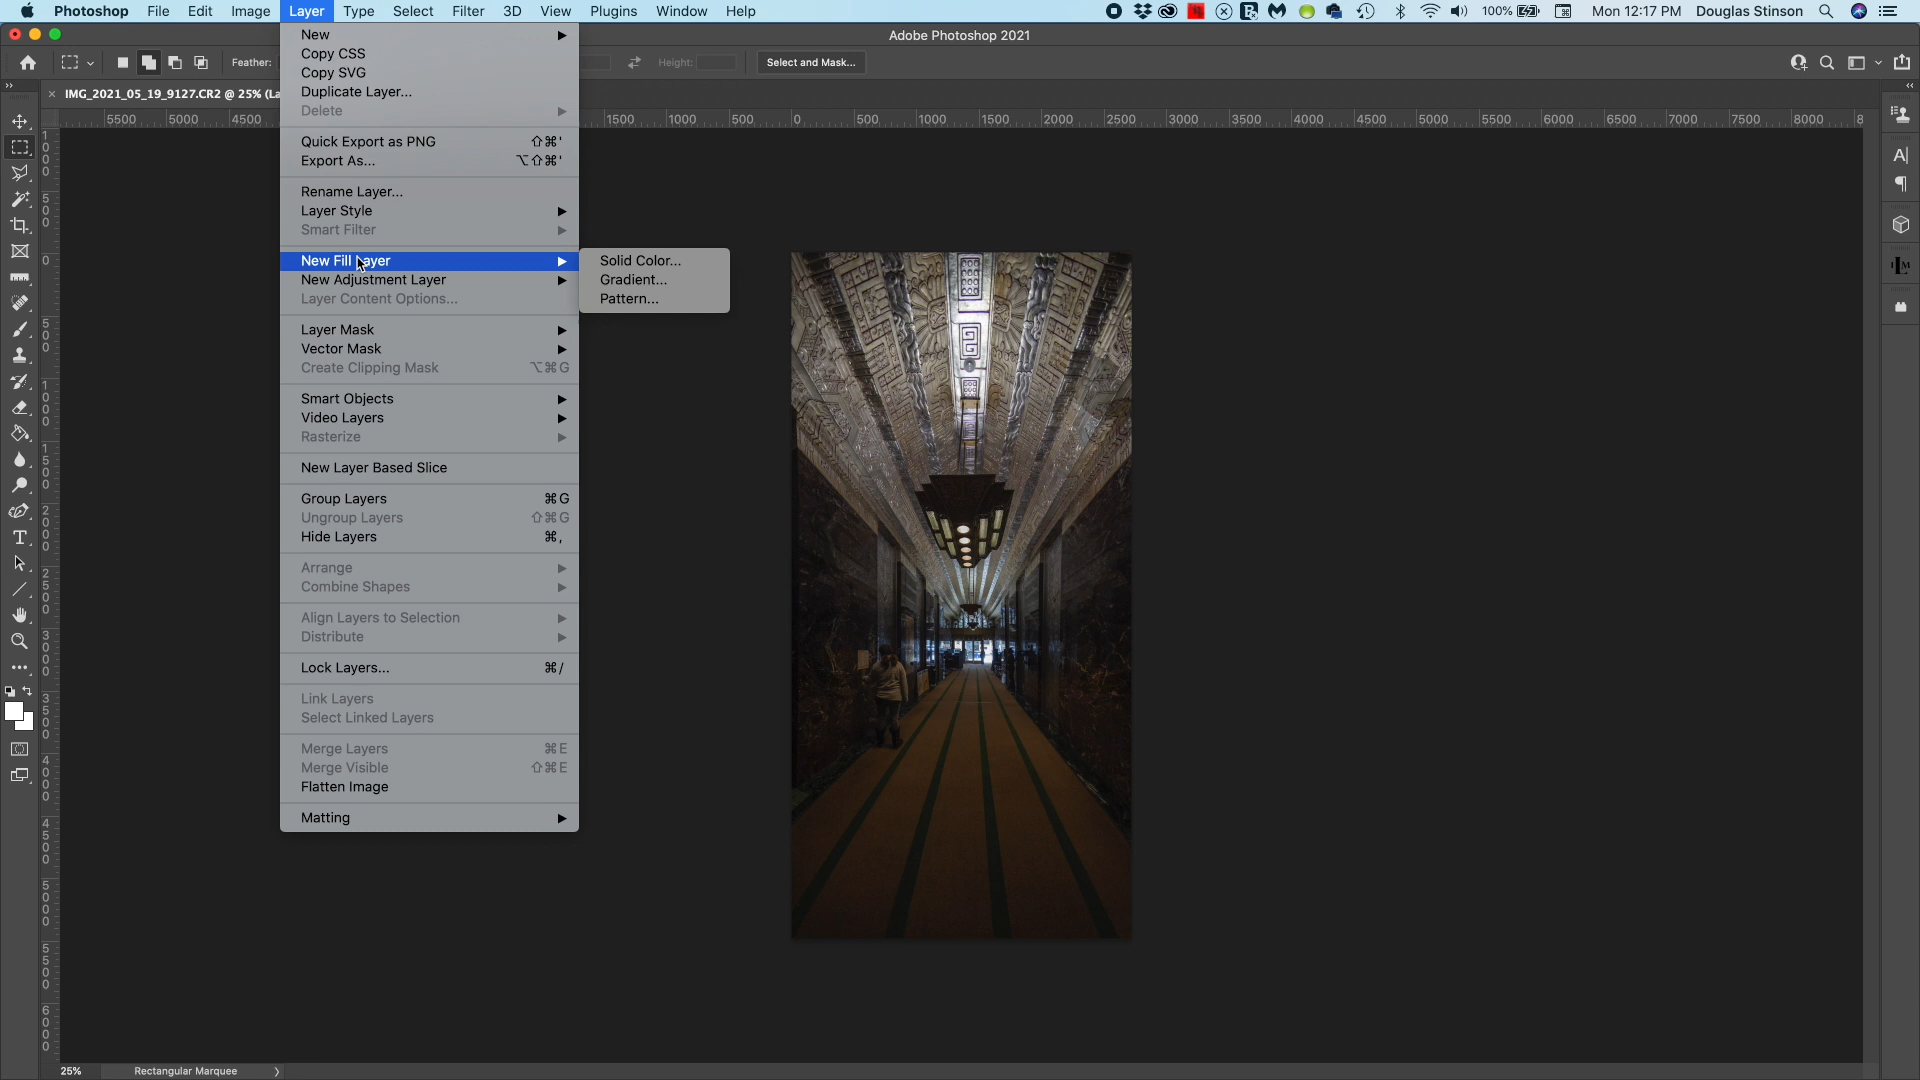 Photoshop File Edit Image Layer Type Select Filter 3D View Plugins Window Help 100% Mon 12:17 PM Douglas Stinson
Adobe Photoshop 2021
Feather: Height: Select and Mask...
× IMG_2021_05_19_9127.CR2 @ 25% (La
5500 5000 4500 1500 1000 500 0 500 1000 1500 2000 2500 3000 3500 4000 4500 5000 5500 6000 6500 7000 7500 8000 8
New
Copy CSS
Copy SVG
Duplicate Layer...
Delete
Quick Export as PNG ⇧⌘'
Export As... ⌥⇧⌘'
Rename Layer...
Layer Style
Smart Filter
New Fill Layer
New Adjustment Layer
Layer Content Options...
Solid Color...
Gradient...
Pattern...
Layer Mask
Vector Mask
Create Clipping Mask ⌥⌘G
Smart Objects
Video Layers
Rasterize
New Layer Based Slice
Group Layers ⌘G
Ungroup Layers ⇧⌘G
Hide Layers ⌘,
Arrange
Combine Shapes
Align Layers to Selection
Distribute
Lock Layers... ⌘/
Link Layers
Select Linked Layers
Merge Layers ⌘E
Merge Visible ⇧⌘E
Flatten Image
Matting
25% Rectangular Marquee